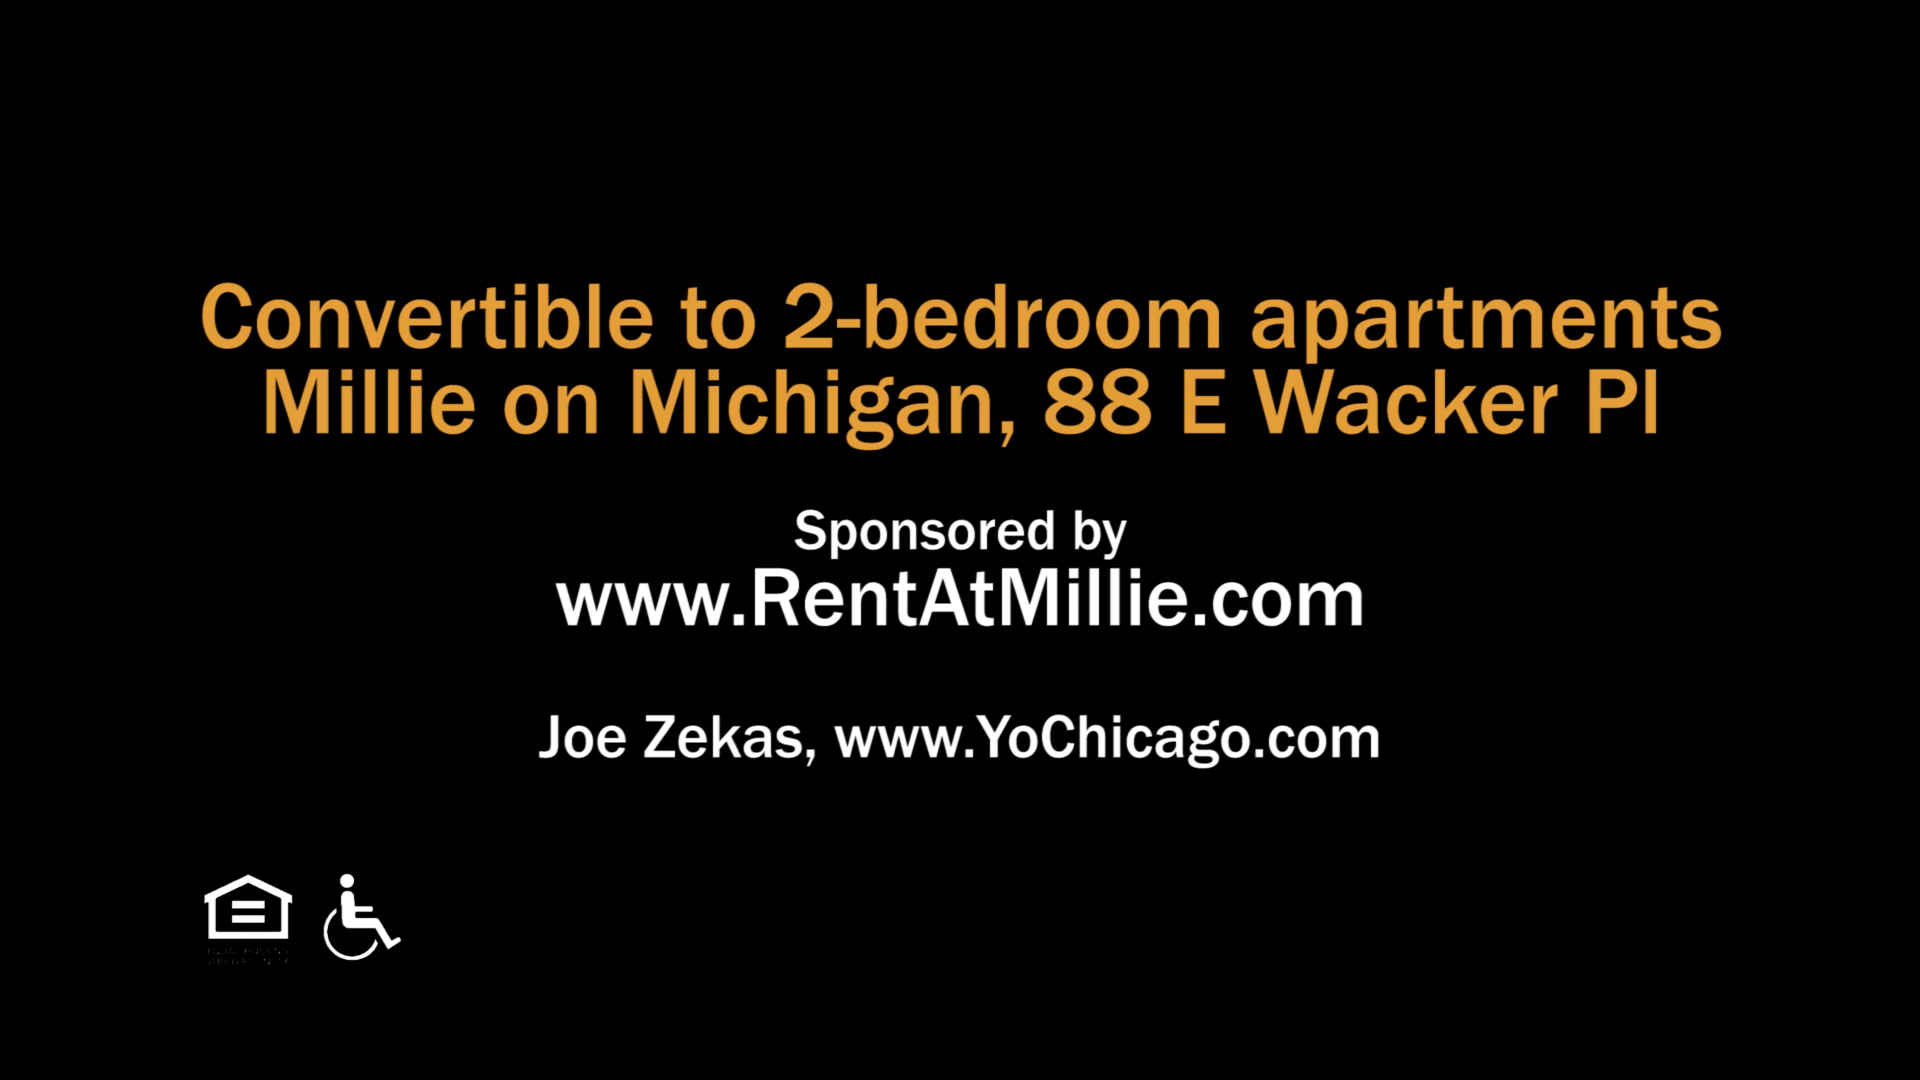 Convertible to 2-bedroom apartments
Millie on Michigan, 88 E Wacker Pl
Sponsored by
www.RentAtMillie.com
Joe Zekas, www.YoChicago.com